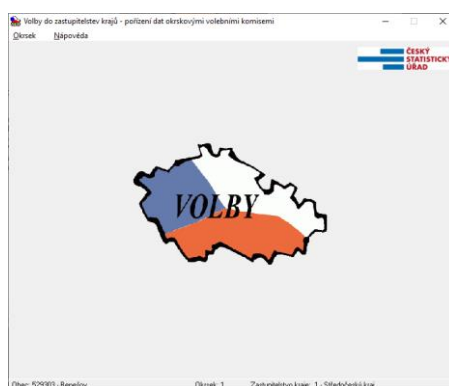 Volby do zastupitelstev krajů - pořízení dat okrskovými volebními komisemi
Okrsek Nápověda
ČESKÝ
STATISTICKÝ
ÚŘAD
VOLBY
Obec: 529303 - Benešov Okrsek: 1 Zastupitelstvo kraje: 1 - Středočeský kraj